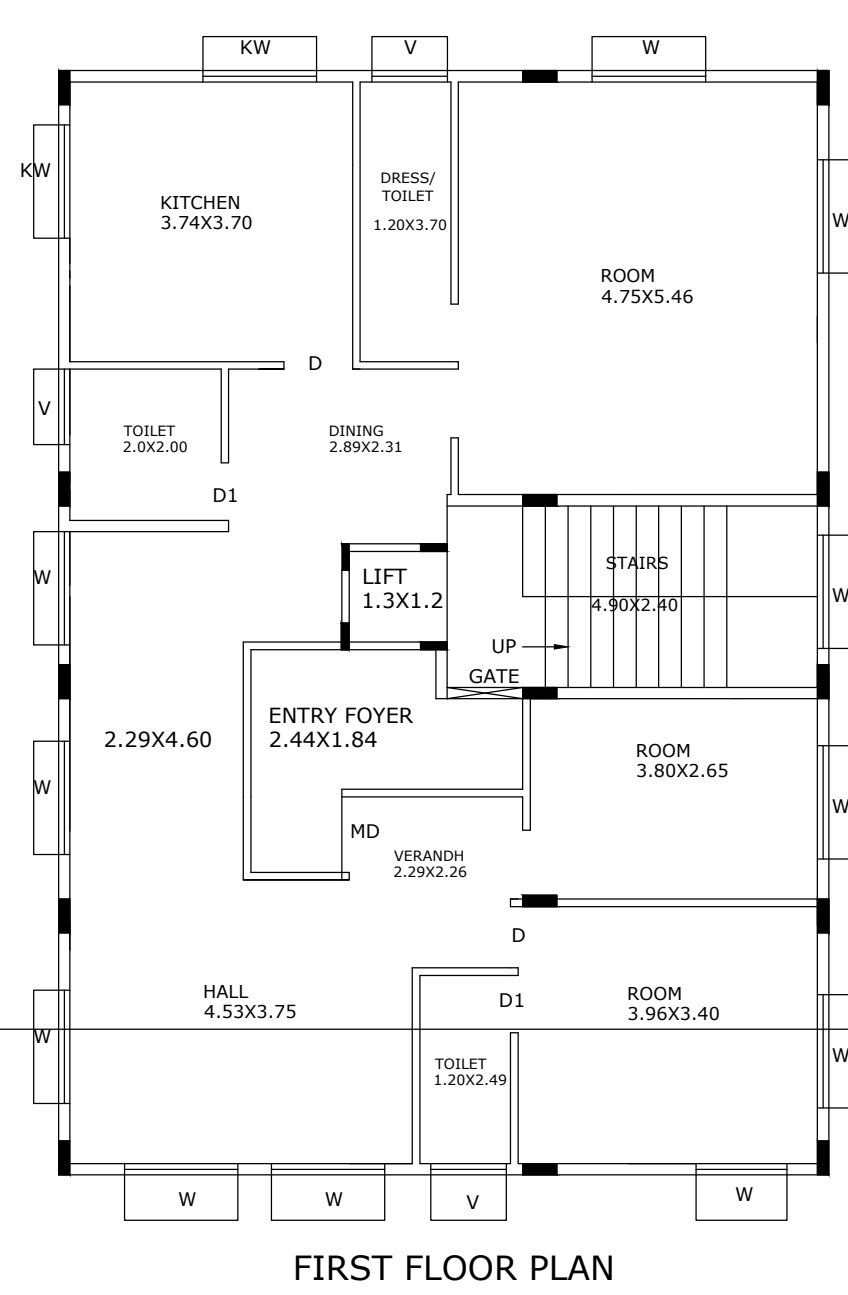 KW
V
W
KW
DRESS/
TOILET
1.20X3.70
KITCHEN
3.74X3.70
W
ROOM
4.75X5.46
D
V
TOILET
2.0X2.00
DINING
2.89X2.31
D1
W
LIFT
1.3X1.2
STAIRS
4.90X2.40
W
UP
GATE
ENTRY FOYER
2.44X1.84
2.29X4.60
ROOM
3.80X2.65
W
W
MD
VERANDH
2.29X2.26
D
HALL
4.53X3.75
D1
ROOM
3.96X3.40
W
W
TOILET
1.20X2.49
W
W
V
W
FIRST FLOOR PLAN